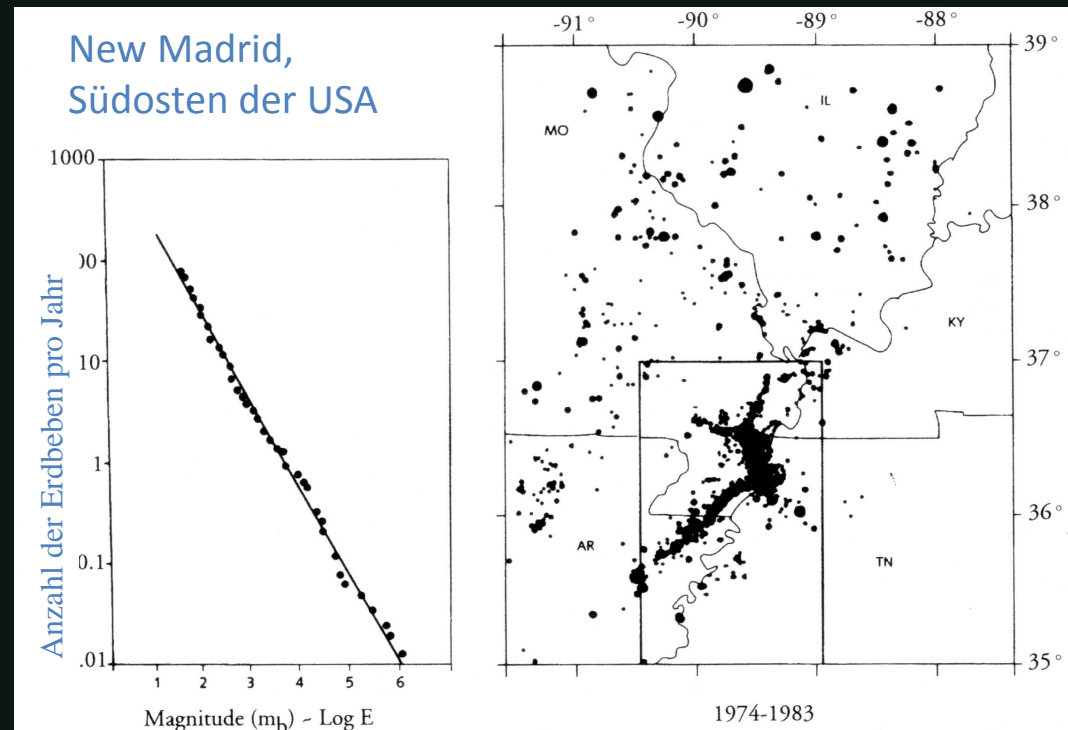 New Madrid,
Südosten der USA
1000
00
10
1
0.1
.01
Anzahl der Erdbeben pro Jahr
1 2 3 4 5 6
Magnitude (mb) - Log E
-91° -90° -89° -88°
39°
38°
37°
36°
35°
MO
IL
KY
AR
TN
1974-1983